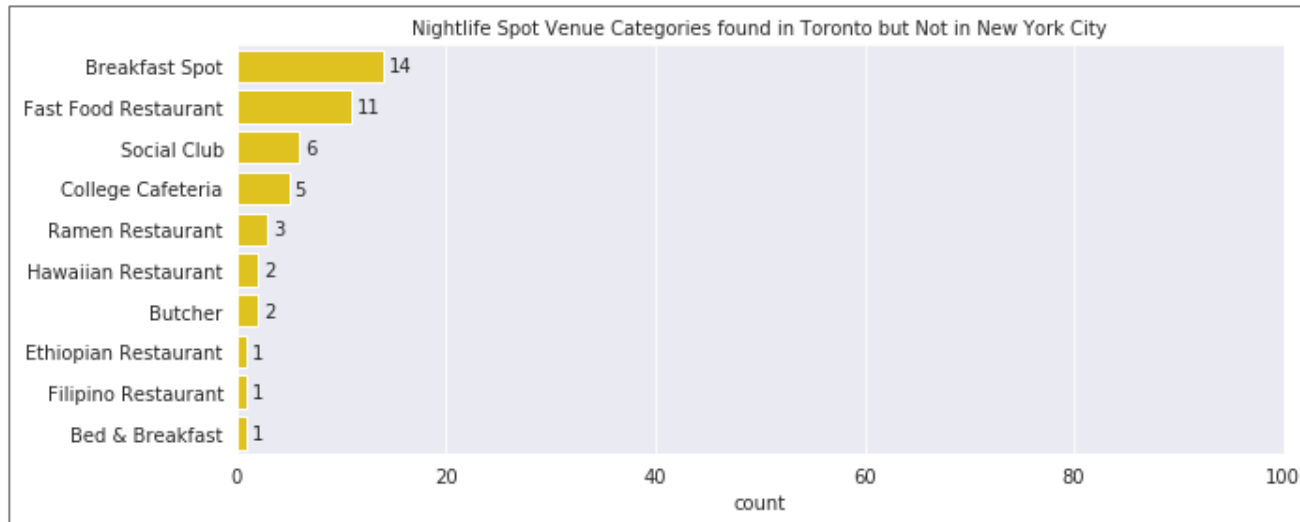 Nightlife Spot Venue Categories found in Toronto but Not in New York City
Breakfast Spot 14
Fast Food Restaurant 11
Social Club 6
College Cafeteria 5
Ramen Restaurant 3
Hawaiian Restaurant 2
Butcher 2
Ethiopian Restaurant 1
Filipino Restaurant 1
Bed & Breakfast 1
0 20 40 60 80 100
count